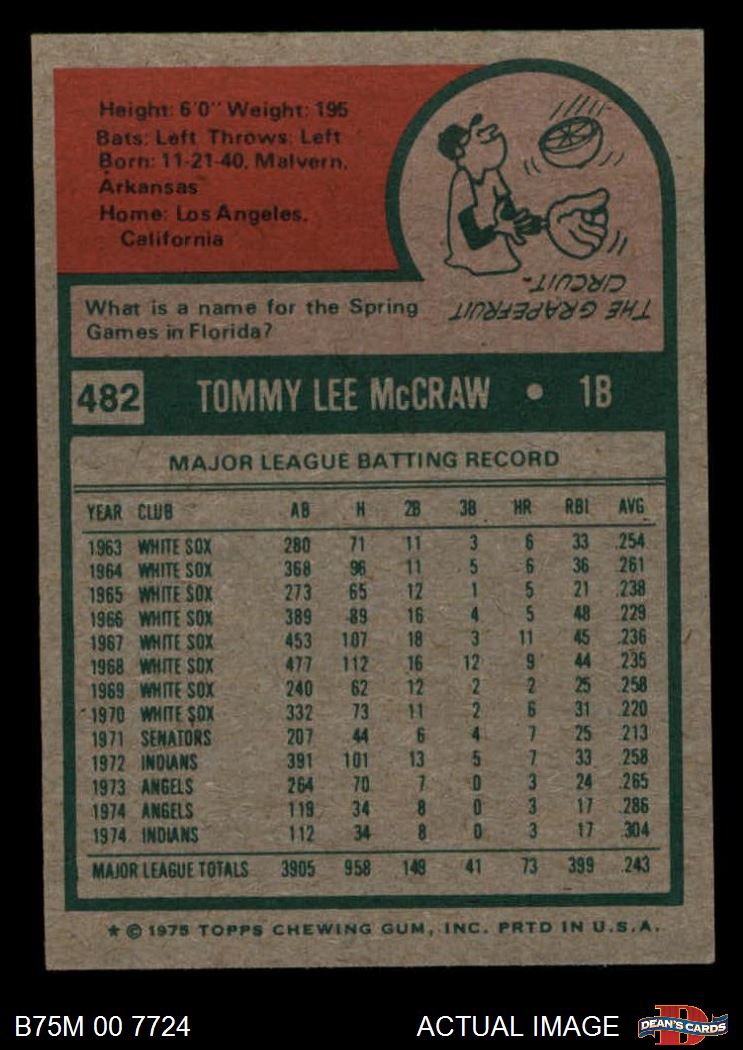 Height: 6'0" Weight: 195
Bats: Left Throws: Left
Born: 11-21-40, Malvern,
Arkansas
Home: Los Angeles,
California
What is a name for the Spring
Games in Florida?
THE GRAPEFRUIT
CIRCUIT.
482 TOMMY LEE McCRAW • 1B
MAJOR LEAGUE BATTING RECORD
YEAR CLUB AB H 2B 3B HR RBI AVG
1963 WHITE SOX 280 71 11 3 6 33 .254
1964 WHITE SOX 368 96 11 5 6 36 .261
1965 WHITE SOX 273 65 12 1 5 21 .238
1966 WHITE SOX 389 89 16 4 5 48 .229
1967 WHITE SOX 453 107 18 3 11 45 .236
1968 WHITE SOX 477 112 16 12 9 44 .235
1969 WHITE SOX 240 62 12 2 2 25 .258
1970 WHITE SOX 332 73 11 2 6 31 .220
1971 SENATORS 207 44 6 4 7 25 .213
1972 INDIANS 391 101 13 5 7 33 .258
1973 ANGELS 264 70 7 0 3 24 .265
1974 ANGELS 119 34 8 0 3 17 .286
1974 INDIANS 112 34 8 0 3 17 .304
MAJOR LEAGUE TOTALS 3905 958 149 41 73 399 .243
* © 1975 TOPPS CHEWING GUM, INC. PRTD IN U.S.A.
B75M 00 7724 ACTUAL IMAGE D DEAN'S CARDS